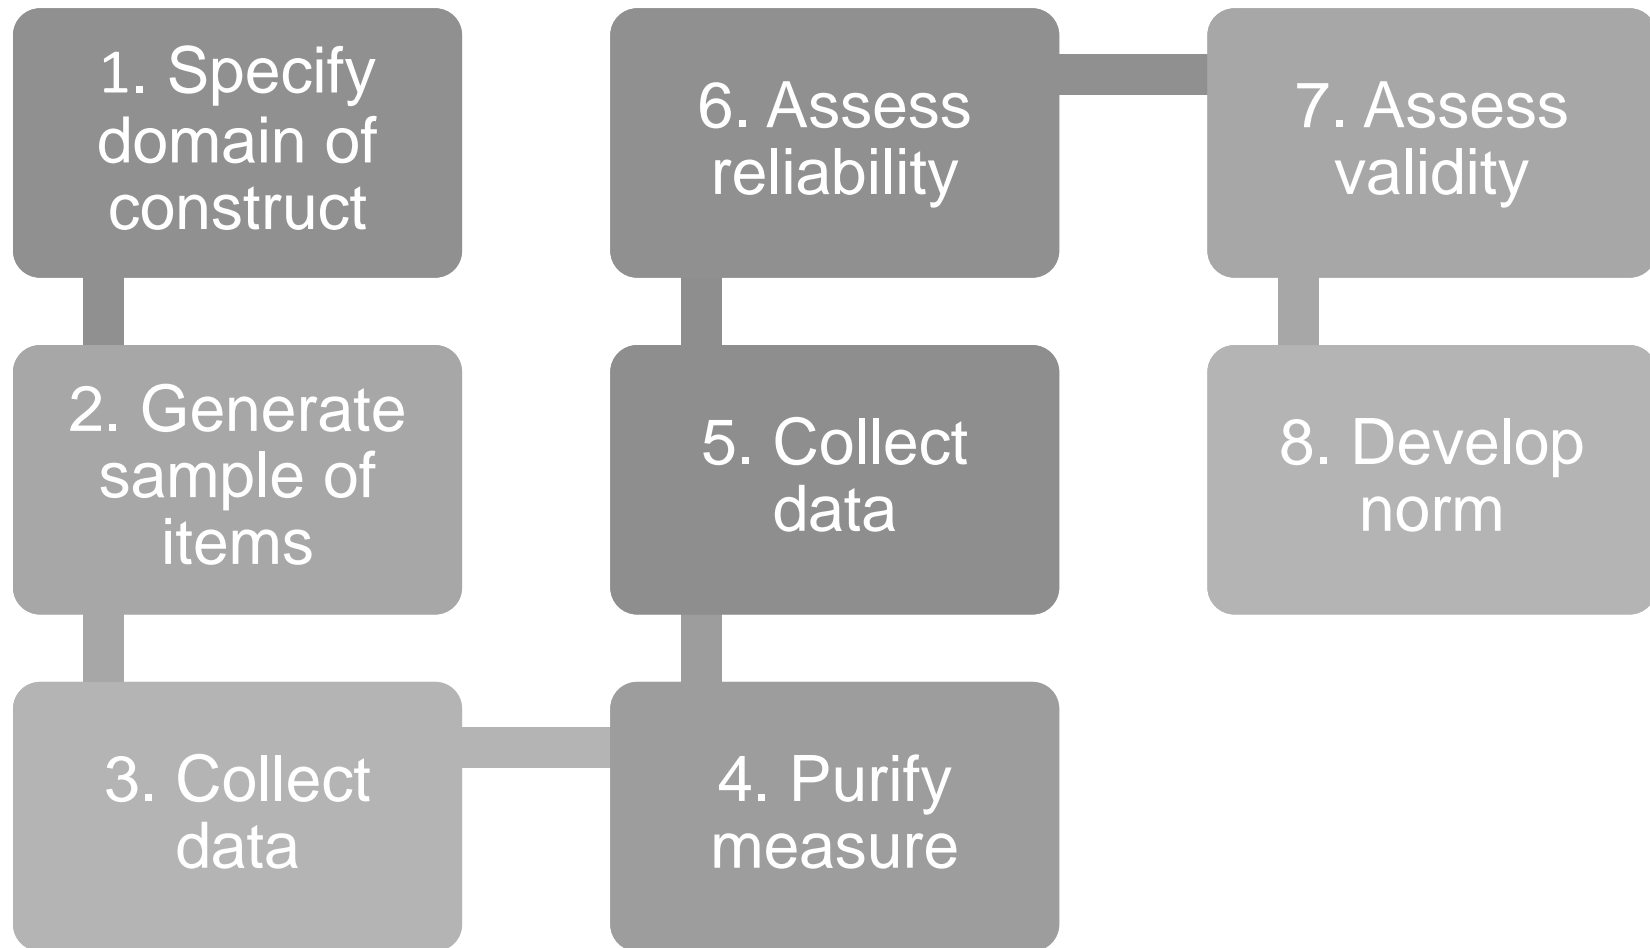 1. Specify
domain of
construct
2. Generate
sample of
items
3. Collect
data
4. Purify
measure
5. Collect
data
6. Assess
reliability
7. Assess
validity
8. Develop
norm